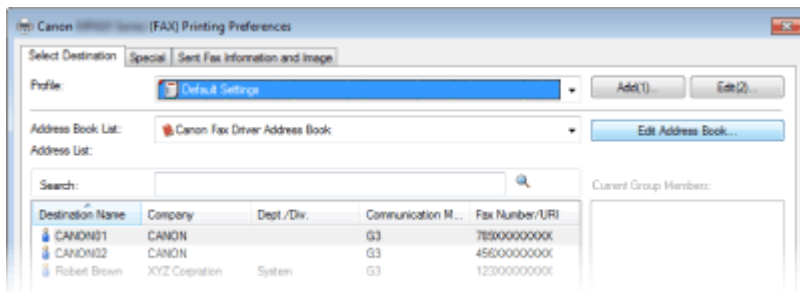 Canon (FAX) Printing Preferences
Select Destination Special Sent Fax Information and Image
Profile: Default Settings Add(1)... Edit(2)...
Address Book List: Canon Fax Driver Address Book Edit Address Book...
Address List:
Search: Current Group Members:
Destination Name Company Dept./Div. Communication M... Fax Number/URI
CANON01 CANON G3 789XXXXXXXX
CANON02 CANON G3 456XXXXXXXX
Robert Brown XYZ Corpration System G3 123XXXXXXXX